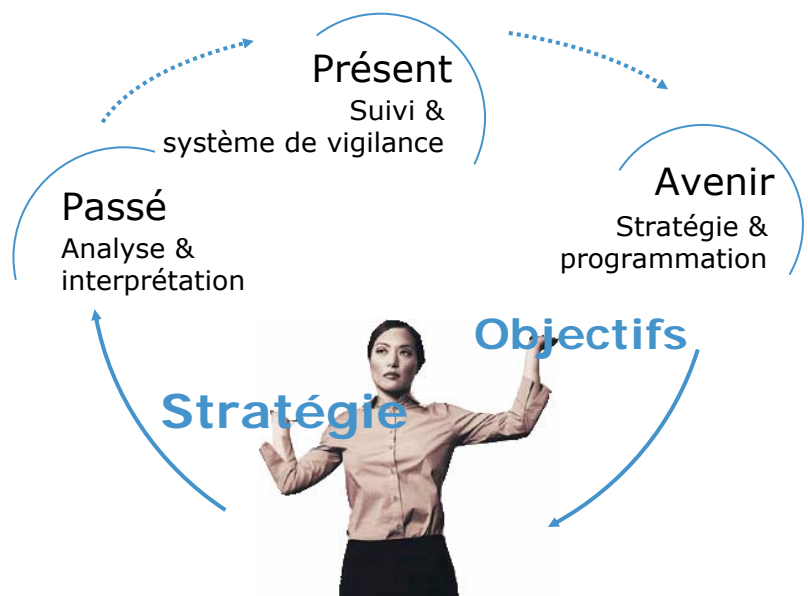 Présent
Suivi &
système de vigilance
Passé
Analyse &
interprétation
Avenir
Stratégie &
programmation
Objectifs
Stratégie